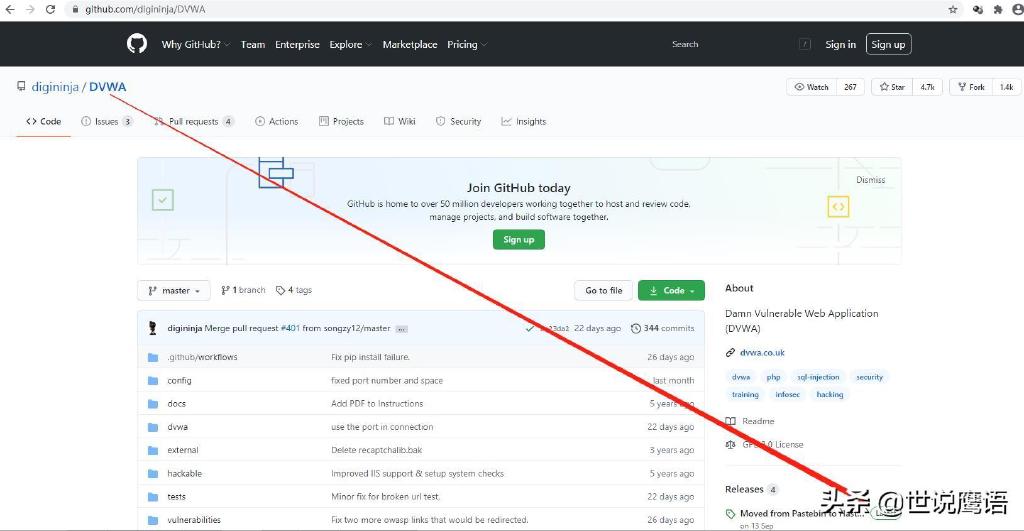 github.com/digininja/DVWA
Why GitHub? Team Enterprise Explore Marketplace Pricing Search / Sign in Sign up
digininja / DVWA Watch 267 Star 4.7k Fork 1.4k
Code Issues 3 Pull requests 4 Actions Projects Wiki Security Insights
Join GitHub today
Dismiss
GitHub is home to over 50 million developers working together to host and review code,
manage projects, and build software together.
Sign up
master 1 branch 4 tags Go to file Code
About
digininja Merge pull request #401 from songzy12/master ... 22 days ago 344 commits
Damn Vulnerable Web Application
(DVWA)
.github/workflows Fix pip install failure. 26 days ago
dvwa.co.uk
config fixed port number and space last month
dvwa php sql-injection security
docs Add PDF to Instructions 5 years ago
training infosec hacking
dvwa use the port in connection 22 days ago
Readme
external Delete recaptchalib.bak 3 years ago
GPL-3.0 License
hackable Improved IIS support & setup system checks 5 years ago
Releases 4
tests Minor fix for broken url test. 22 days ago
Moved from Pastebin to Hast...
vulnerabilities Fix two more owasp links that would be redirected. 26 days ago
on 13 Sep
头条 @世说鹰语